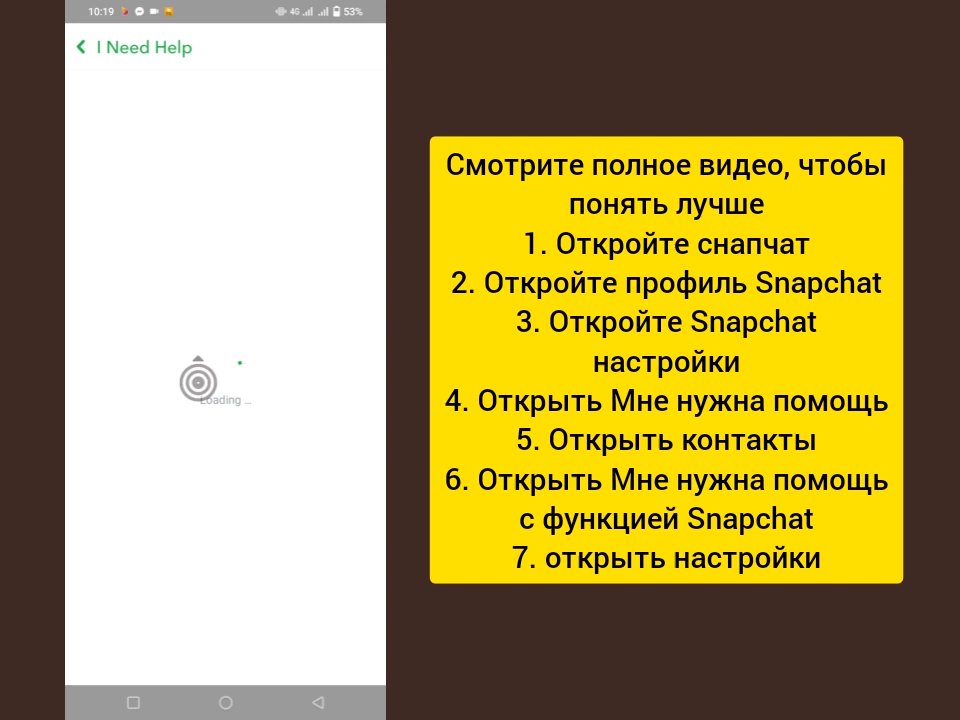 10:19 4G 53%
I Need Help
Loading ...
Смотрите полное видео, чтобы
понять лучше
1. Откройте снапчат
2. Откройте профиль Snapchat
3. Откройте Snapchat
настройки
4. Открыть Мне нужна помощь
5. Открыть контакты
6. Открыть Мне нужна помощь
с функцией Snapchat
7. открыть настройки